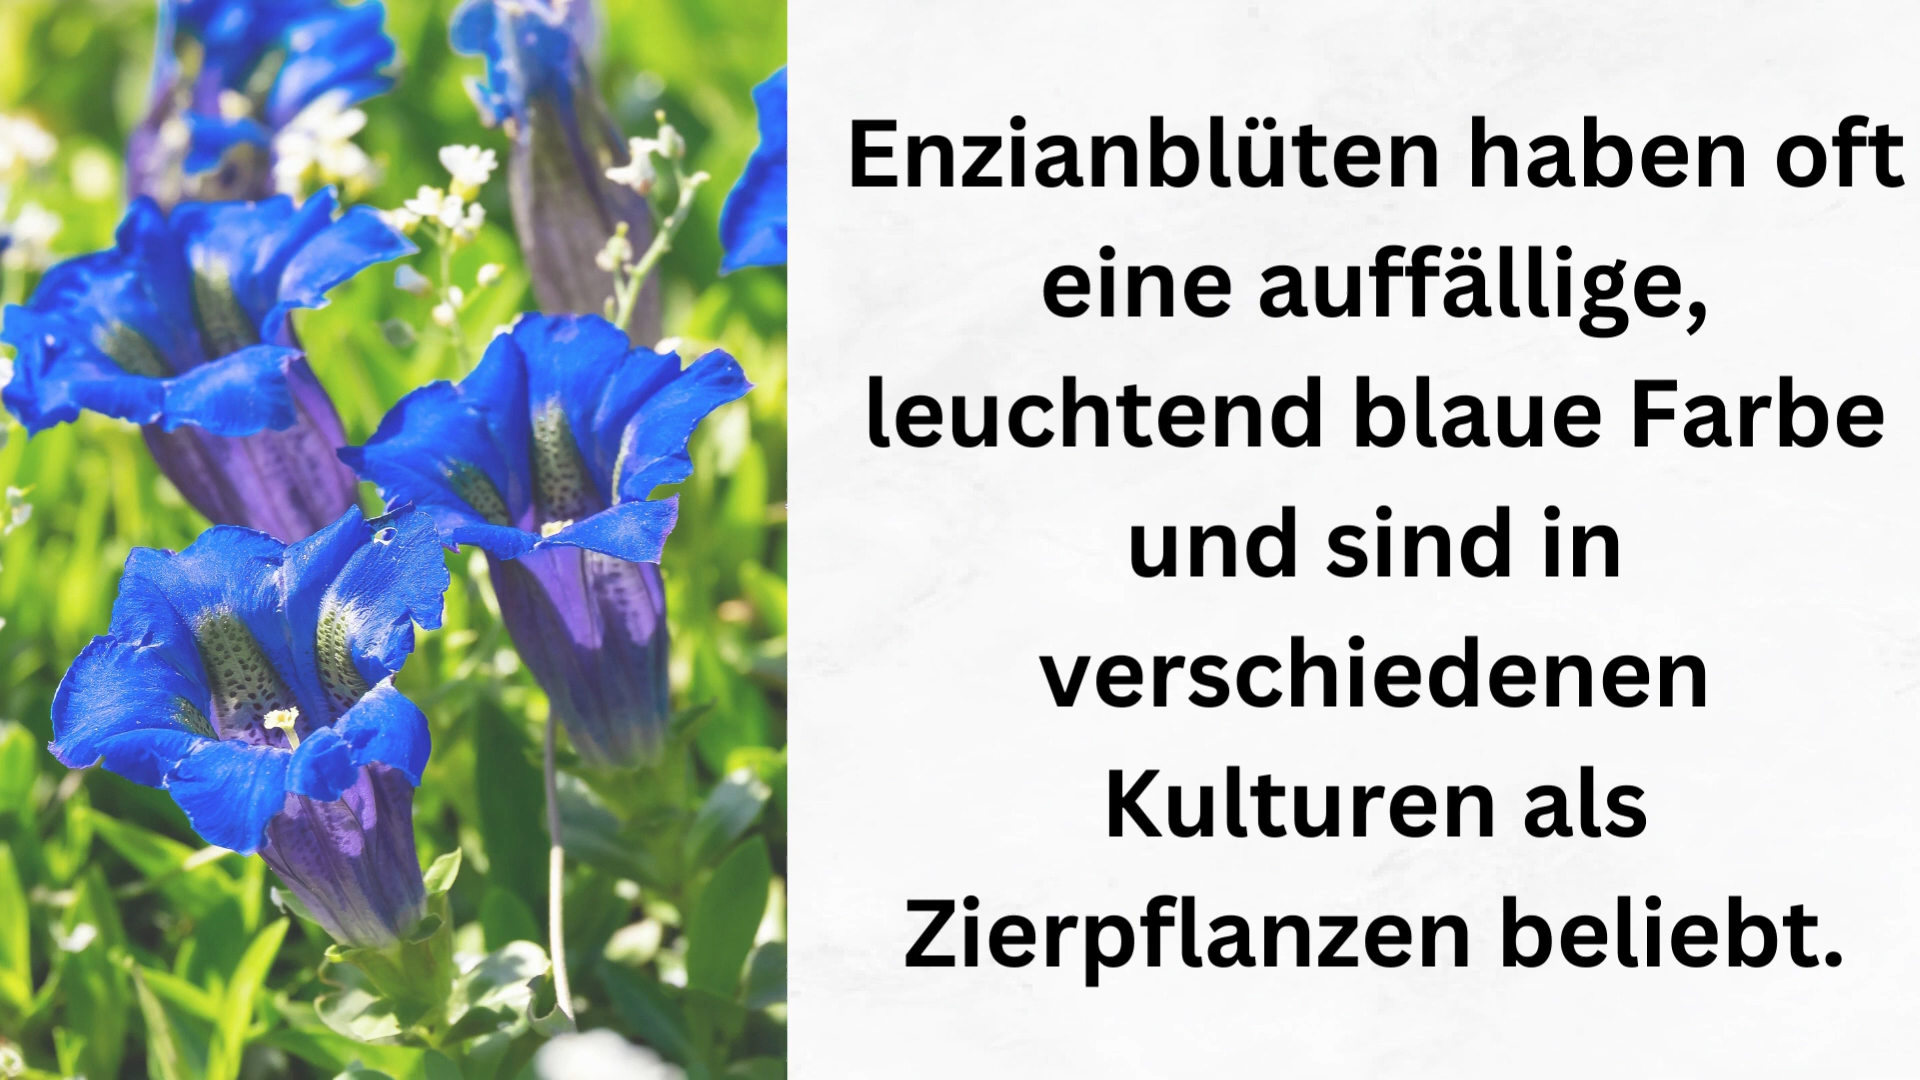 Enzianblüten haben oft
eine auffällige,
leuchtend blaue Farbe
und sind in
verschiedenen
Kulturen als
Zierpflanzen beliebt.